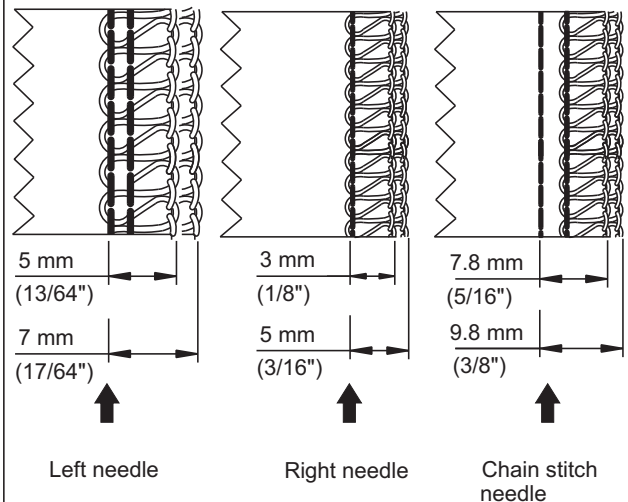 5 mm
(13/64")
7 mm
(17/64")
Left needle
3 mm
(1/8")
5 mm
(3/16")
Right needle
7.8 mm
(5/16")
9.8 mm
(3/8")
Chain stitch
needle